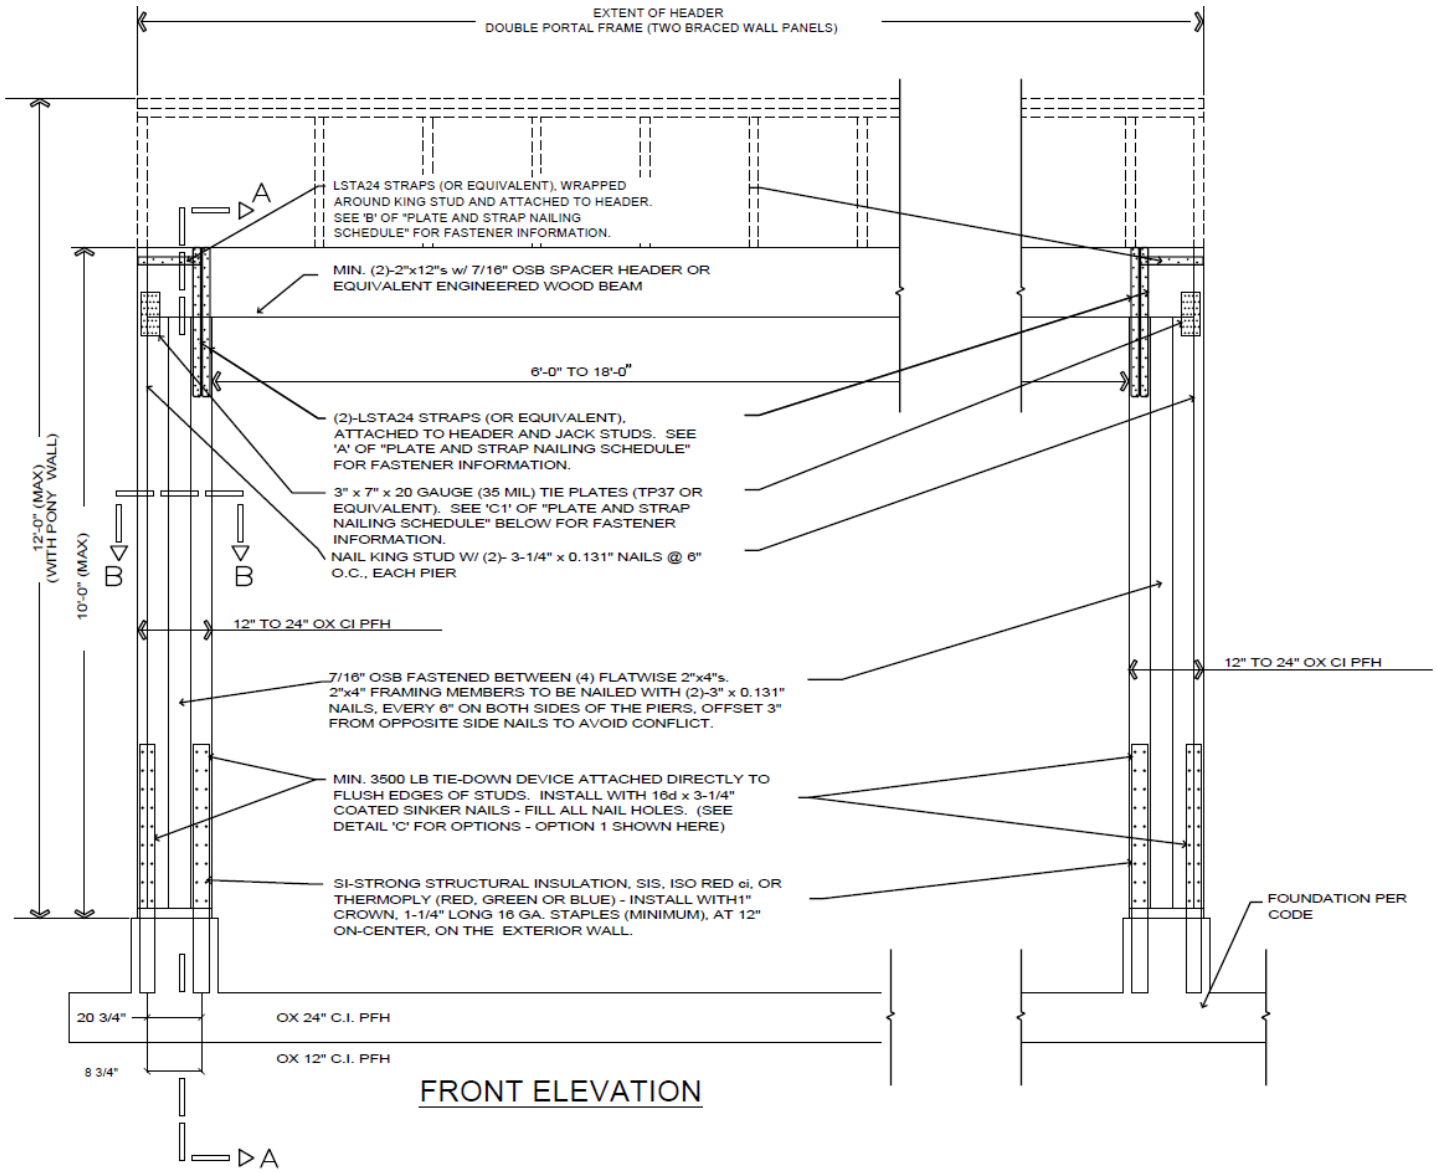 EXTENT OF HEADER
DOUBLE PORTAL FRAME (TWO BRACED WALL PANELS)
A
LSTA24 STRAPS (OR EQUIVALENT), WRAPPED
AROUND KING STUD AND ATTACHED TO HEADER.
SEE 'B' OF "PLATE AND STRAP NAILING
SCHEDULE" FOR FASTENER INFORMATION.
MIN. (2)-2"x12"s w/ 7/16" OSB SPACER HEADER OR
EQUIVALENT ENGINEERED WOOD BEAM
6'-0" TO 18'-0"
(2)-LSTA24 STRAPS (OR EQUIVALENT),
ATTACHED TO HEADER AND JACK STUDS. SEE
'A' OF "PLATE AND STRAP NAILING SCHEDULE"
FOR FASTENER INFORMATION.
12'-0" (MAX)
(WITH PONY WALL)
10'-0" (MAX)
3" x 7" x 20 GAUGE (35 MIL) TIE PLATES (TP37 OR
EQUIVALENT). SEE 'C1' OF "PLATE AND STRAP
NAILING SCHEDULE" BELOW FOR FASTENER
INFORMATION.
NAIL KING STUD W/ (2)- 3-1/4" x 0.131" NAILS @ 6"
O.C., EACH PIER
B
B
12" TO 24" OX CI PFH
12" TO 24" OX CI PFH
7/16" OSB FASTENED BETWEEN (4) FLATWISE 2"x4"s.
2"x4" FRAMING MEMBERS TO BE NAILED WITH (2)-3" x 0.131"
NAILS, EVERY 6" ON BOTH SIDES OF THE PIERS, OFFSET 3"
FROM OPPOSITE SIDE NAILS TO AVOID CONFLICT.
MIN. 3500 LB TIE-DOWN DEVICE ATTACHED DIRECTLY TO
FLUSH EDGES OF STUDS. INSTALL WITH 16d x 3-1/4"
COATED SINKER NAILS - FILL ALL NAIL HOLES. (SEE
DETAIL 'C' FOR OPTIONS - OPTION 1 SHOWN HERE)
SI-STRONG STRUCTURAL INSULATION, SIS, ISO RED ci, OR
THERMOPLY (RED, GREEN OR BLUE) - INSTALL WITH1"
CROWN, 1-1/4" LONG 16 GA. STAPLES (MINIMUM), AT 12"
ON-CENTER, ON THE EXTERIOR WALL.
FOUNDATION PER
CODE
20 3/4"
OX 24" C.I. PFH
8 3/4"
OX 12" C.I. PFH
FRONT ELEVATION
A